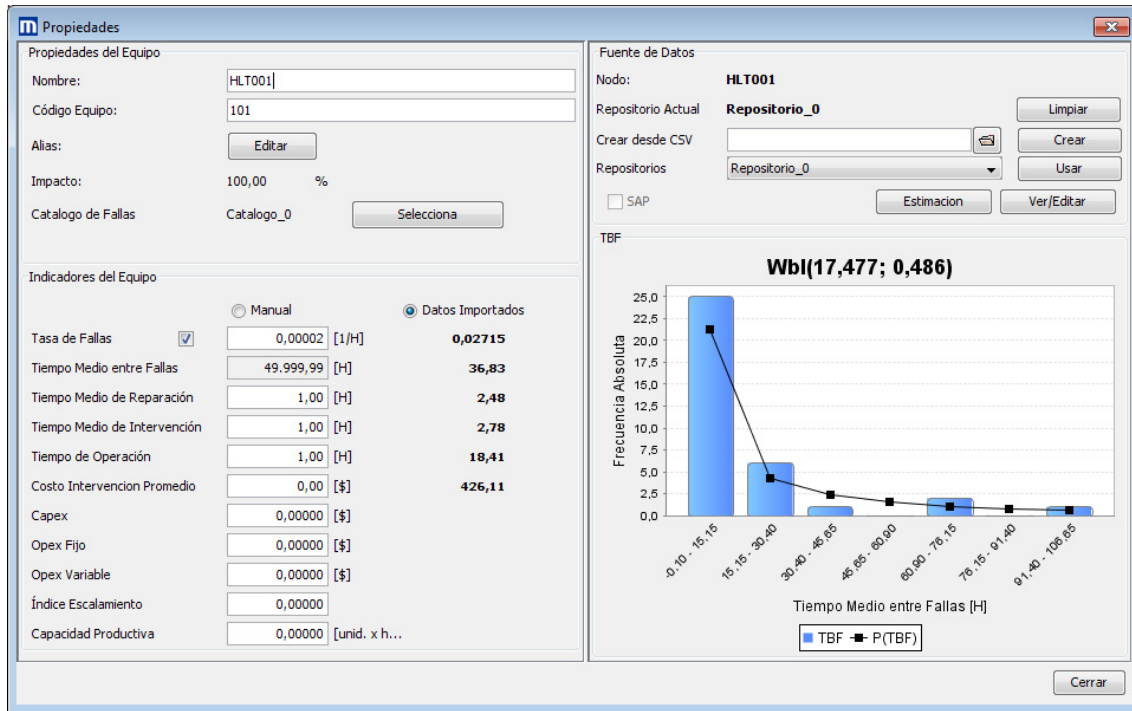 m Propiedades
Propiedades del Equipo
Nombre: HLT001
Código Equipo: 101
Alias: Editar
Impacto: 100,00 %
Catalogo de Fallas Catalogo_0 Selecciona
Indicadores del Equipo
Manual Datos Importados
Tasa de Fallas 0,00002 [1/H] 0,02715
Tiempo Medio entre Fallas 49.999,99 [H] 36,83
Tiempo Medio de Reparación 1,00 [H] 2,48
Tiempo Medio de Intervención 1,00 [H] 2,78
Tiempo de Operación 1,00 [H] 18,41
Costo Intervencion Promedio 0,00 [$] 426,11
Capex 0,00000 [$]
Opex Fijo 0,00000 [$]
Opex Variable 0,00000 [$]
Índice Escalamiento 0,00000
Capacidad Productiva 0,00000 [unid. x h...
Fuente de Datos
Nodo: HLT001
Repositorio Actual Repositorio_0 Limpiar
Crear desde CSV Crear
Repositorios Repositorio_0 Usar
SAP Estimacion Ver/Editar
TBF
Wbl(17,477; 0,486)
Frecuencia Absoluta
25,0
22,5
20,0
17,5
15,0
12,5
10,0
7,5
5,0
2,5
0,0
-0,10 - 15,15
15,15 - 30,40
30,40 - 45,65
45,65 - 60,90
60,90 - 76,15
76,15 - 91,40
91,40 - 106,65
Tiempo Medio entre Fallas [H]
TBF P(TBF)
Cerrar